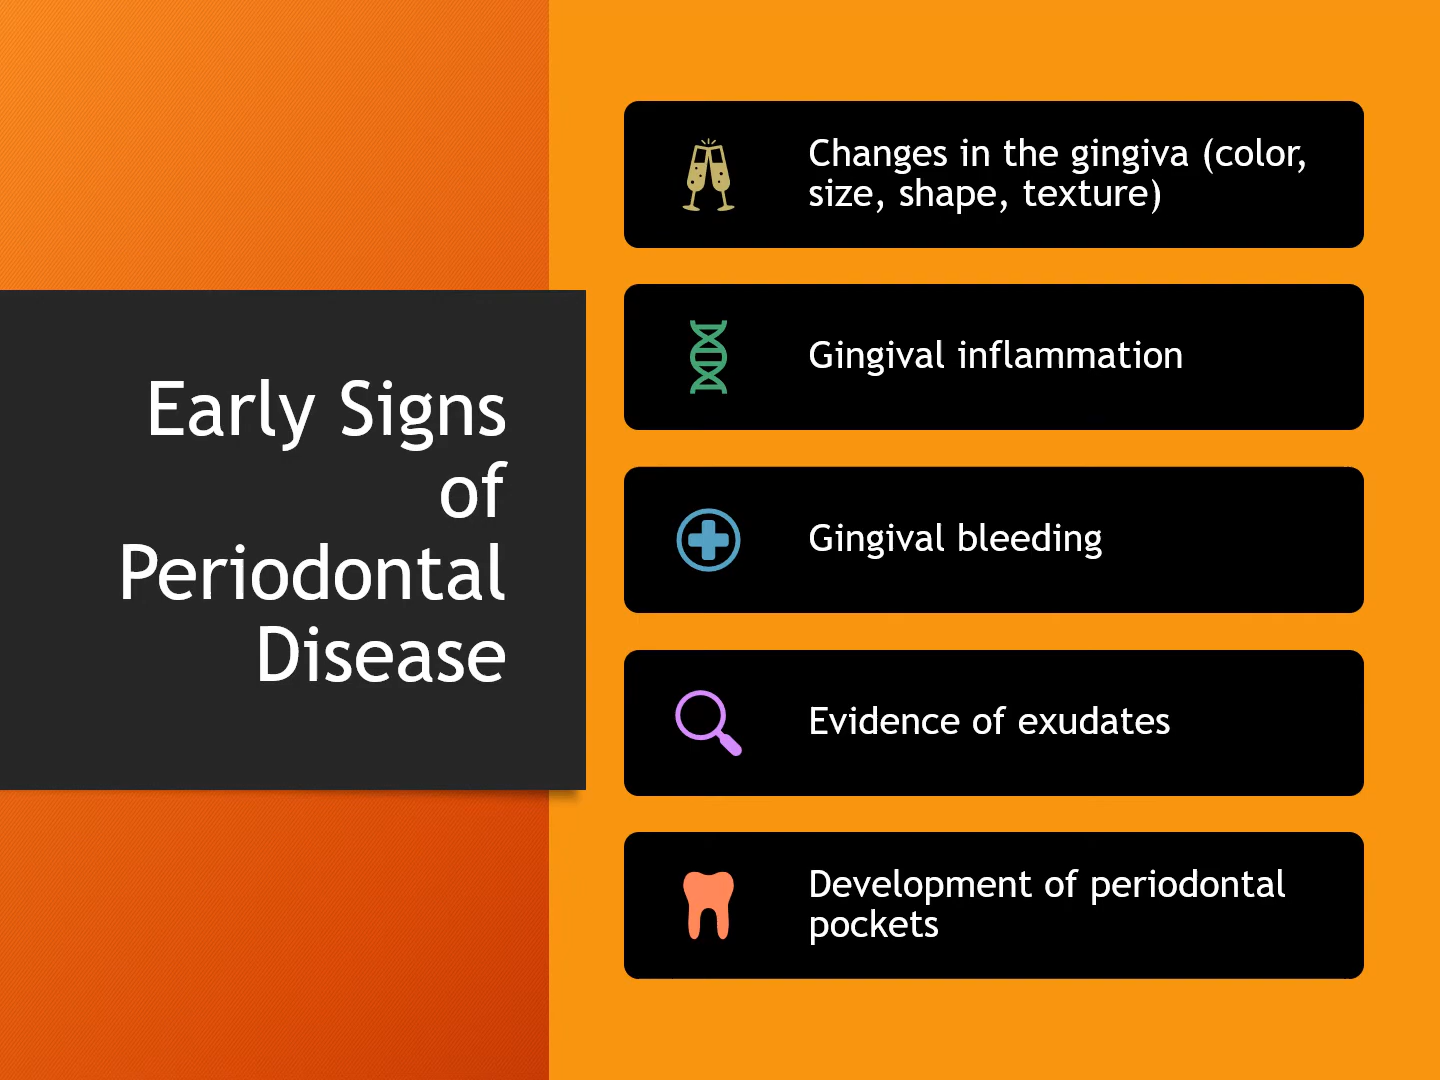 Early Signs
of
Periodontal
Disease
Changes in the gingiva (color,
size, shape, texture)
Gingival inflammation
Gingival bleeding
Evidence of exudates
Development of periodontal
pockets